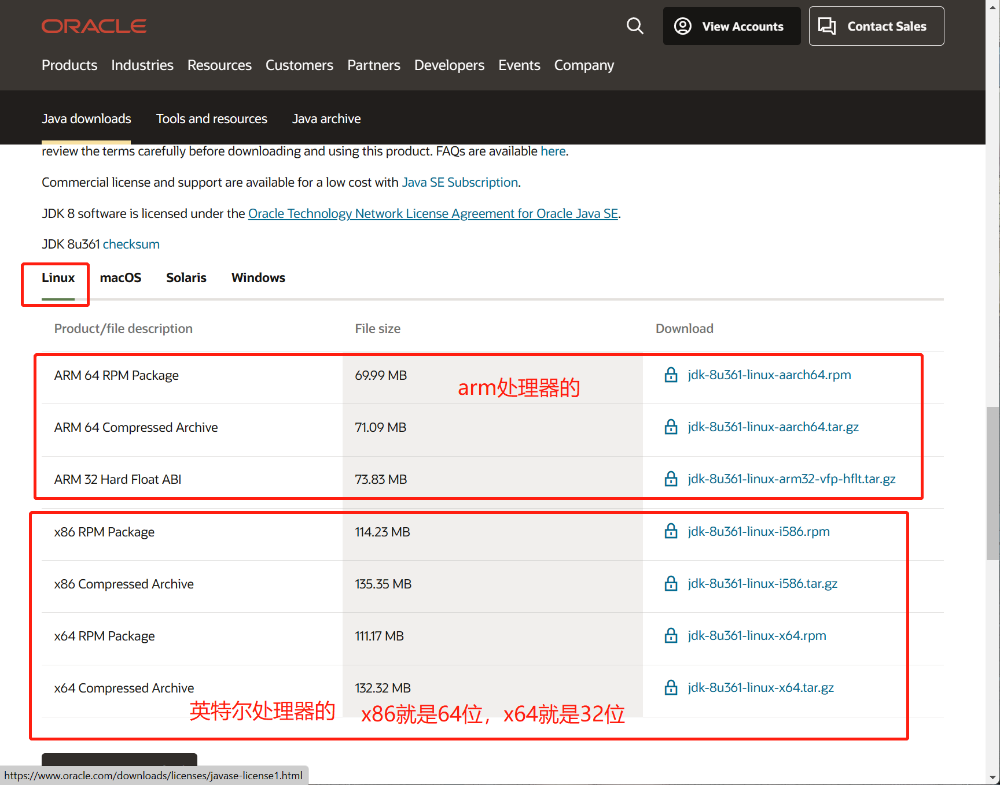 ORACLE
View Accounts
Contact Sales
Products Industries Resources Customers Partners Developers Events Company
Java downloads Tools and resources Java archive
review the terms carefully before downloading and using this product. FAQs are available here.
Commercial license and support are available for a low cost with Java SE Subscription.
JDK 8 software is licensed under the Oracle Technology Network License Agreement for Oracle Java SE.
JDK 8u361 checksum
Linux macOS Solaris Windows
Product/file description File size Download
ARM 64 RPM Package 69.99 MB jdk-8u361-linux-aarch64.rpm
arm处理器的
ARM 64 Compressed Archive 71.09 MB jdk-8u361-linux-aarch64.tar.gz
ARM 32 Hard Float ABI 73.83 MB jdk-8u361-linux-arm32-vfp-hflt.tar.gz
x86 RPM Package 114.23 MB jdk-8u361-linux-i586.rpm
x86 Compressed Archive 135.35 MB jdk-8u361-linux-i586.tar.gz
x64 RPM Package 111.17 MB jdk-8u361-linux-x64.rpm
x64 Compressed Archive 132.32 MB jdk-8u361-linux-x64.tar.gz
英特尔处理器的 x86就是64位，x64就是32位
https://www.oracle.com/downloads/licenses/javase-license1.html